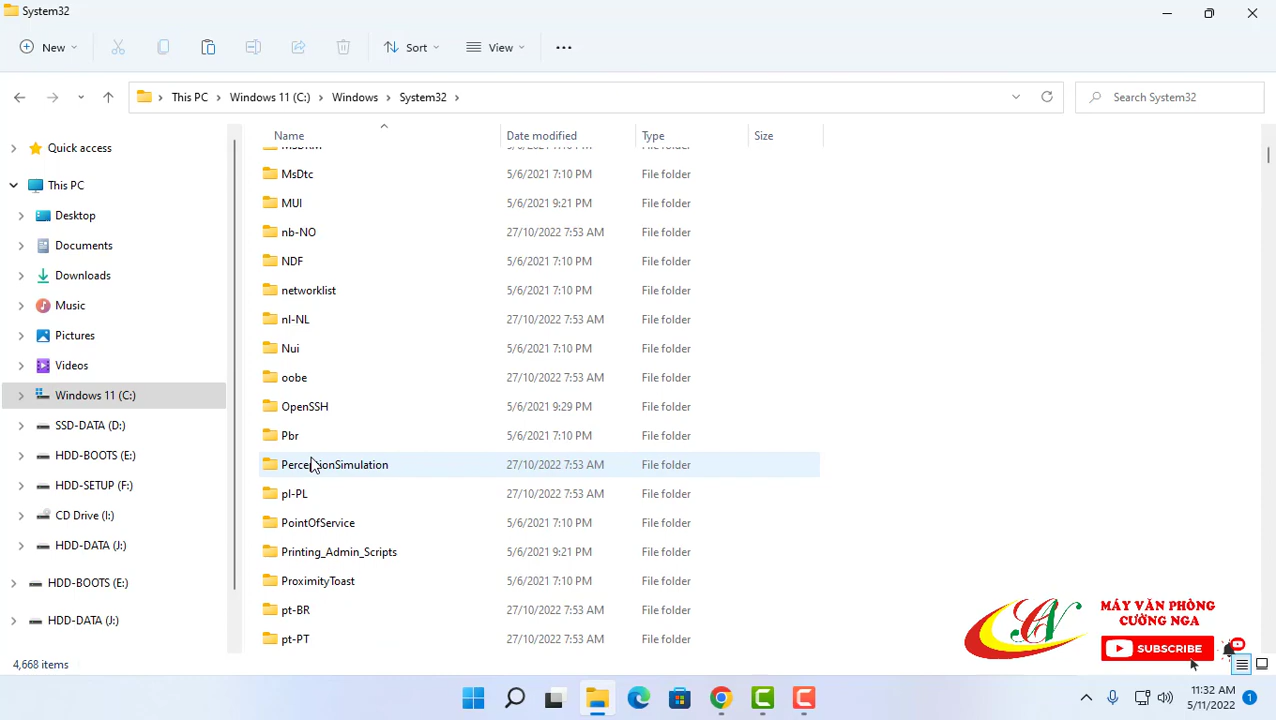 System32
New
Sort
View
This PC
Windows 11 (C:)
Windows
System32
Search System32
Name
Date modified
Type
Size
Quick access
This PC
Desktop
Documents
Downloads
Music
Pictures
Videos
Windows 11 (C:)
SSD-DATA (D:)
HDD-BOOTS (E:)
HDD-SETUP (F:)
CD Drive (I:)
HDD-DATA (J:)
HDD-BOOTS (E:)
HDD-DATA (J:)
MsDtc 5/6/2021 7:10 PM File folder
MUI 5/6/2021 9:21 PM File folder
nb-NO 27/10/2022 7:53 AM File folder
NDF 5/6/2021 7:10 PM File folder
networklist 5/6/2021 7:10 PM File folder
nl-NL 27/10/2022 7:53 AM File folder
Nui 5/6/2021 7:10 PM File folder
oobe 27/10/2022 7:53 AM File folder
OpenSSH 5/6/2021 9:29 PM File folder
Pbr 5/6/2021 7:10 PM File folder
PerceptionSimulation 27/10/2022 7:53 AM File folder
pl-PL 27/10/2022 7:53 AM File folder
PointOfService 5/6/2021 7:10 PM File folder
Printing_Admin_Scripts 5/6/2021 9:21 PM File folder
ProximityToast 5/6/2021 7:10 PM File folder
pt-BR 27/10/2022 7:53 AM File folder
pt-PT 27/10/2022 7:53 AM File folder
MÁY VĂN PHÒNG
CƯỜNG NGA
SUBSCRIBE
4,668 items
11:32 AM
5/11/2022
1